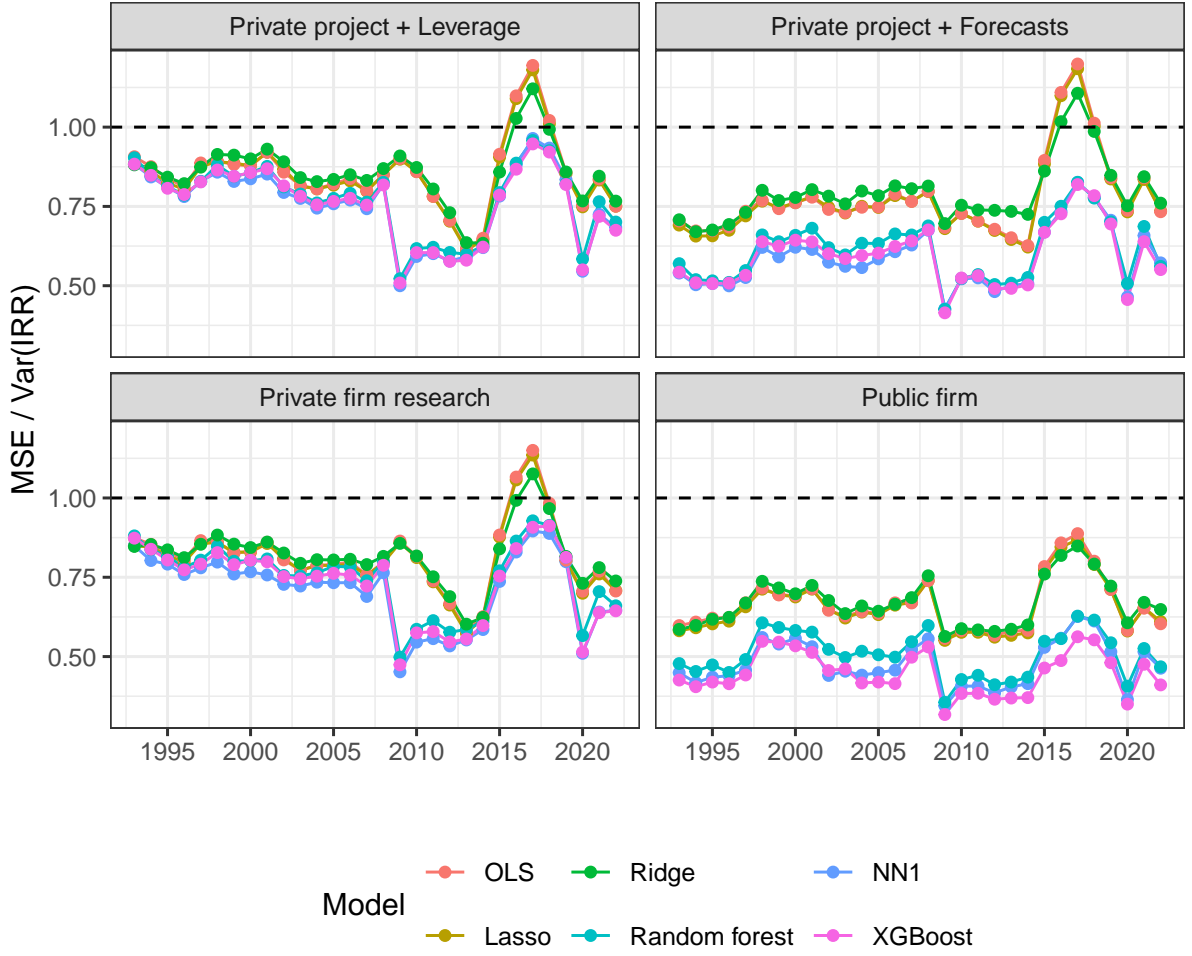 Private project + Leverage
Private project + Forecasts
1.00
0.75
0.50
MSE / Var(IRR)
Private firm research
Public firm
1.00
0.75
0.50
1995 2000 2005 2010 2015 2020
1995 2000 2005 2010 2015 2020
Model
OLS
Ridge
NN1
Lasso
Random forest
XGBoost